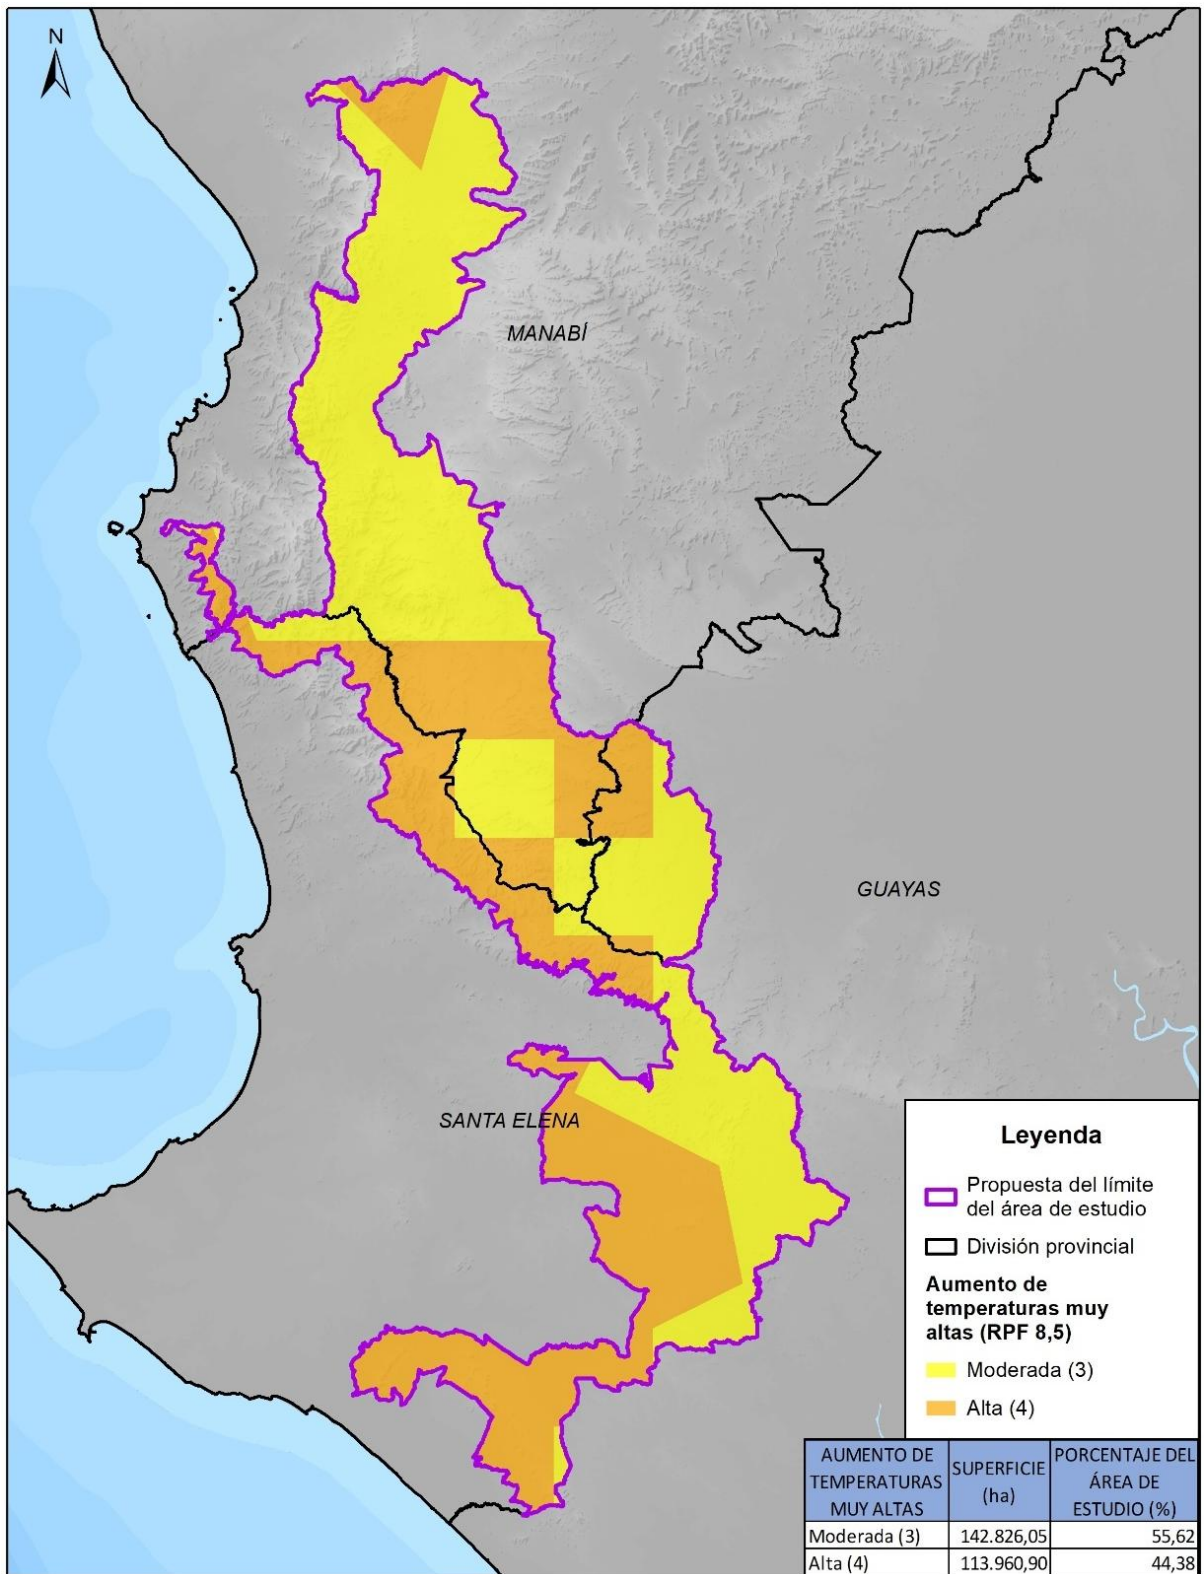 N
MANABÍ
GUAYAS
SANTA ELENA
Leyenda
Propuesta del límite
del área de estudio
División provincial
Aumento de
temperaturas muy
altas (RPF 8,5)
Moderada (3)
Alta (4)
AUMENTO DE TEMPERATURAS MUY ALTAS | SUPERFICIE (ha) | PORCENTAJE DEL ÁREA DE ESTUDIO (%)
Moderada (3) 142.826,05 55,62
Alta (4) 113.960,90 44,38